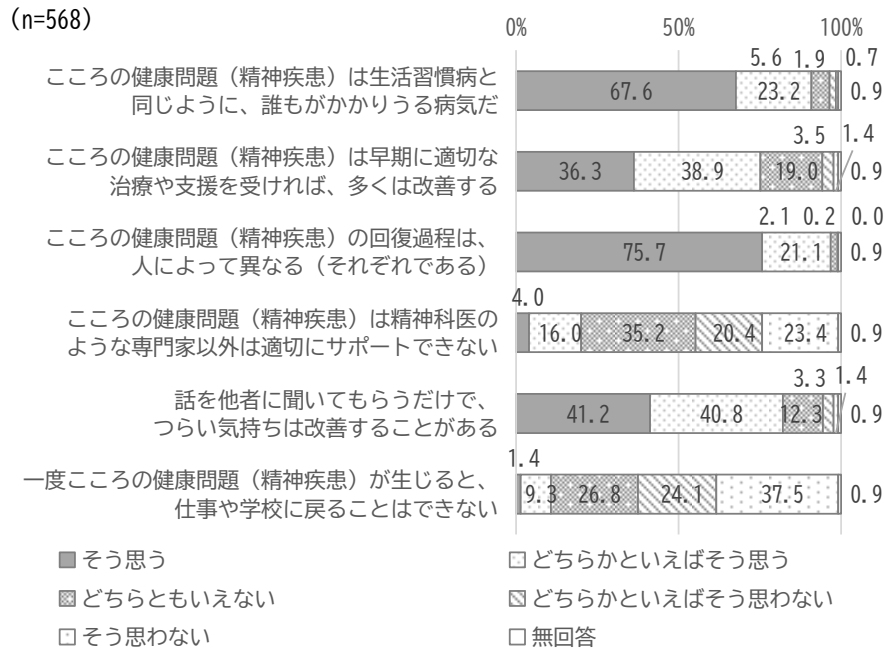 (n=568)
0% 50% 100%
5.6 1.9 0.7
こころの健康問題（精神疾患）は生活習慣病と
同じように、誰もがかかりうる病気だ
67.6 23.2 0.9
3.5 1.4
こころの健康問題（精神疾患）は早期に適切な
治療や支援を受ければ、多くは改善する
36.3 38.9 19.0 0.9
2.1 0.2 0.0
こころの健康問題（精神疾患）の回復過程は、
人によって異なる（それぞれである）
75.7 21.1 0.9
4.0
こころの健康問題（精神疾患）は精神科医の
ような専門家以外は適切にサポートできない
16.0 35.2 20.4 23.4 0.9
3.3 1.4
話を他者に聞いてもらうだけで、
つらい気持ちは改善することがある
41.2 40.8 12.3 0.9
1.4
一度こころの健康問題（精神疾患）が生じると、
仕事や学校に戻ることはできない
9.3 26.8 24.1 37.5 0.9
そう思う
どちらかといえばそう思う
どちらともいえない
どちらかといえばそう思わない
そう思わない
無回答